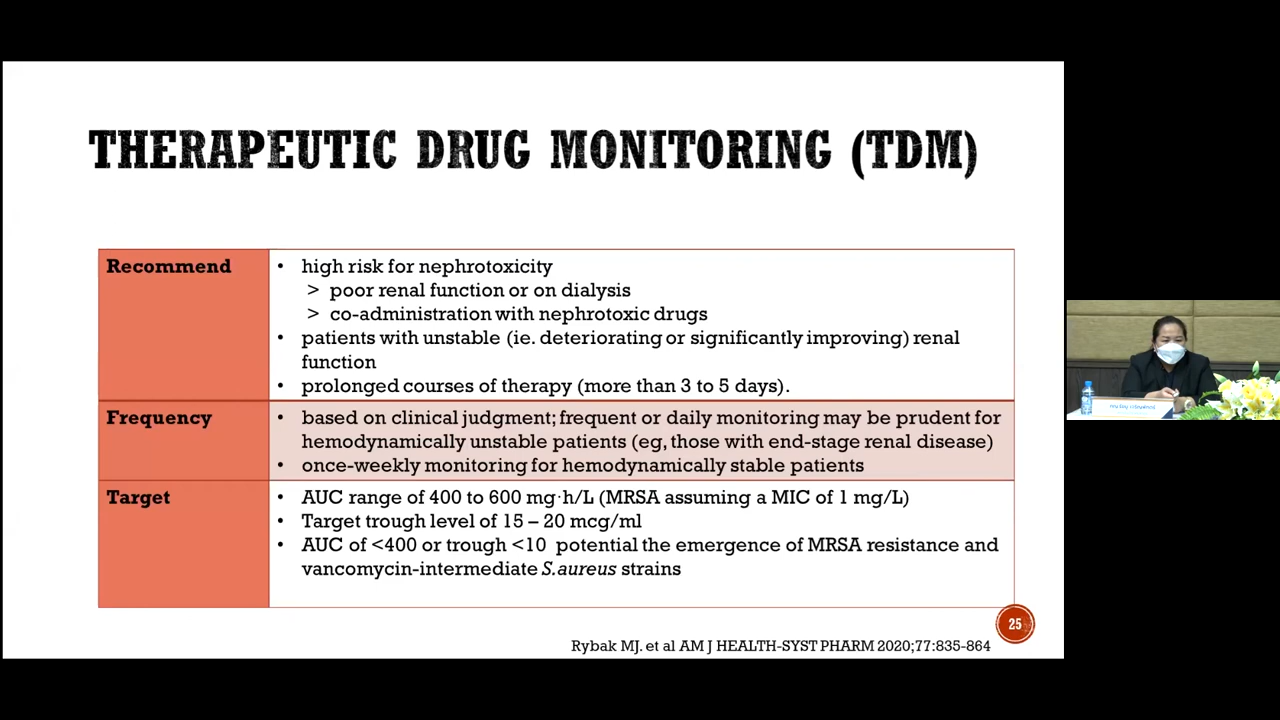 THERAPEUTIC DRUG MONITORING (TDM)
Recommend
• high risk for nephrotoxicity
> poor renal function or on dialysis
> co-administration with nephrotoxic drugs
• patients with unstable (ie. deteriorating or significantly improving) renal
function
• prolonged courses of therapy (more than 3 to 5 days).
Frequency
• based on clinical judgment; frequent or daily monitoring may be prudent for
hemodynamically unstable patients (eg, those with end-stage renal disease)
• once-weekly monitoring for hemodynamically stable patients
Target
• AUC range of 400 to 600 mg·h/L (MRSA assuming a MIC of 1 mg/L)
• Target trough level of 15 – 20 mcg/ml
• AUC of <400 or trough <10 potential the emergence of MRSA resistance and
vancomycin-intermediate S.aureus strains
25
Rybak MJ. et al AM J HEALTH-SYST PHARM 2020;77:835-864